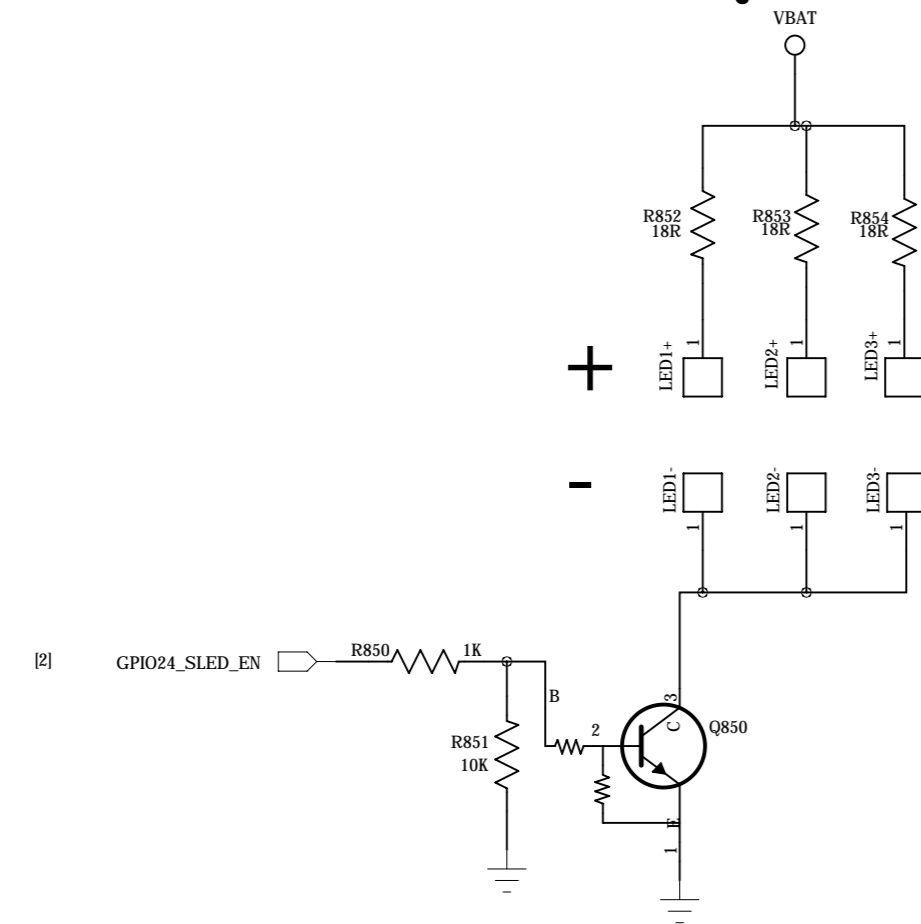 VBAT
R852
18R
R853
18R
R854
18R
1
1
1
LED1+
LED2+
LED3+
+
-
LED1-
LED2-
LED3-
1
1
1
[2]
GPIO24_SLED_EN
R850
1K
B
2
3
C
Q850
R851
10K
E
1